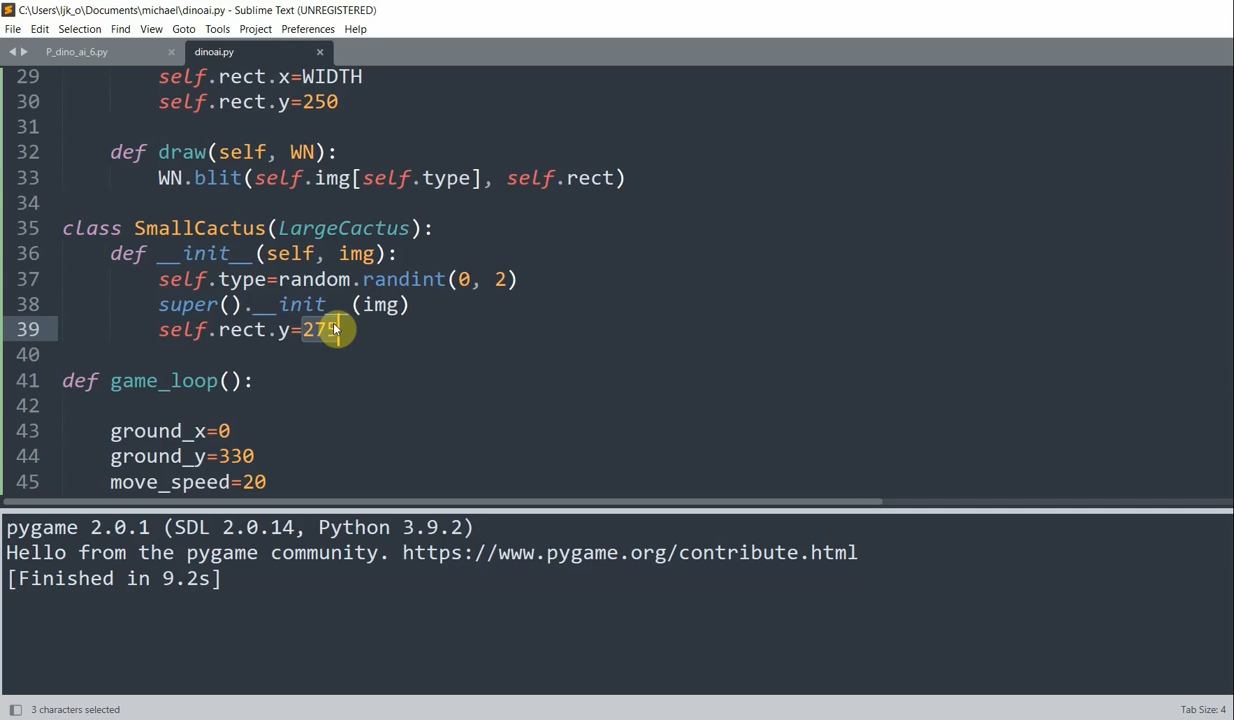 C:\Users\ljk_o\Documents\michael\dinoai.py - Sublime Text (UNREGISTERED)
File Edit Selection Find View Goto Tools Project Preferences Help
P_dino_ai_6.py dinoai.py
29 self.rect.x=WIDTH
30 self.rect.y=250
31
32 def draw(self, WN):
33 WN.blit(self.img[self.type], self.rect)
34
35 class SmallCactus(LargeCactus):
36 def __init__(self, img):
37 self.type=random.randint(0, 2)
38 super().__init__(img)
39 self.rect.y=275
40
41 def game_loop():
42
43 ground_x=0
44 ground_y=330
45 move_speed=20
pygame 2.0.1 (SDL 2.0.14, Python 3.9.2)
Hello from the pygame community. https://www.pygame.org/contribute.html
[Finished in 9.2s]
3 characters selected
Tab Size: 4